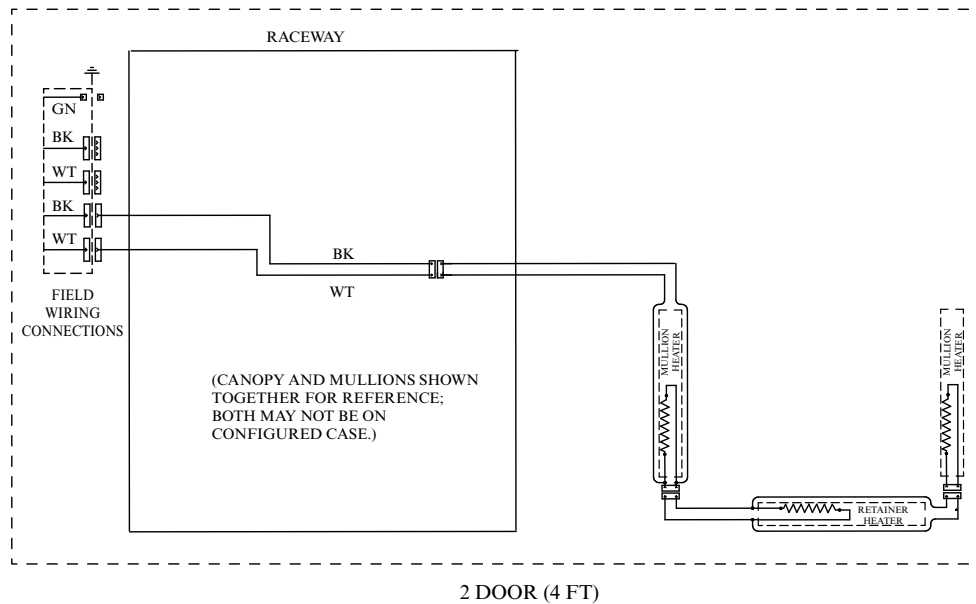 RACEWAY
GN
BK
WT
BK
WT
FIELD
WIRING
CONNECTIONS
BK
WT
(CANOPY AND MULLIONS SHOWN
TOGETHER FOR REFERENCE;
BOTH MAY NOT BE ON
CONFIGURED CASE.)
MULLION
HEATER
MULLION
HEATER
RETAINER
HEATER
2 DOOR (4 FT)